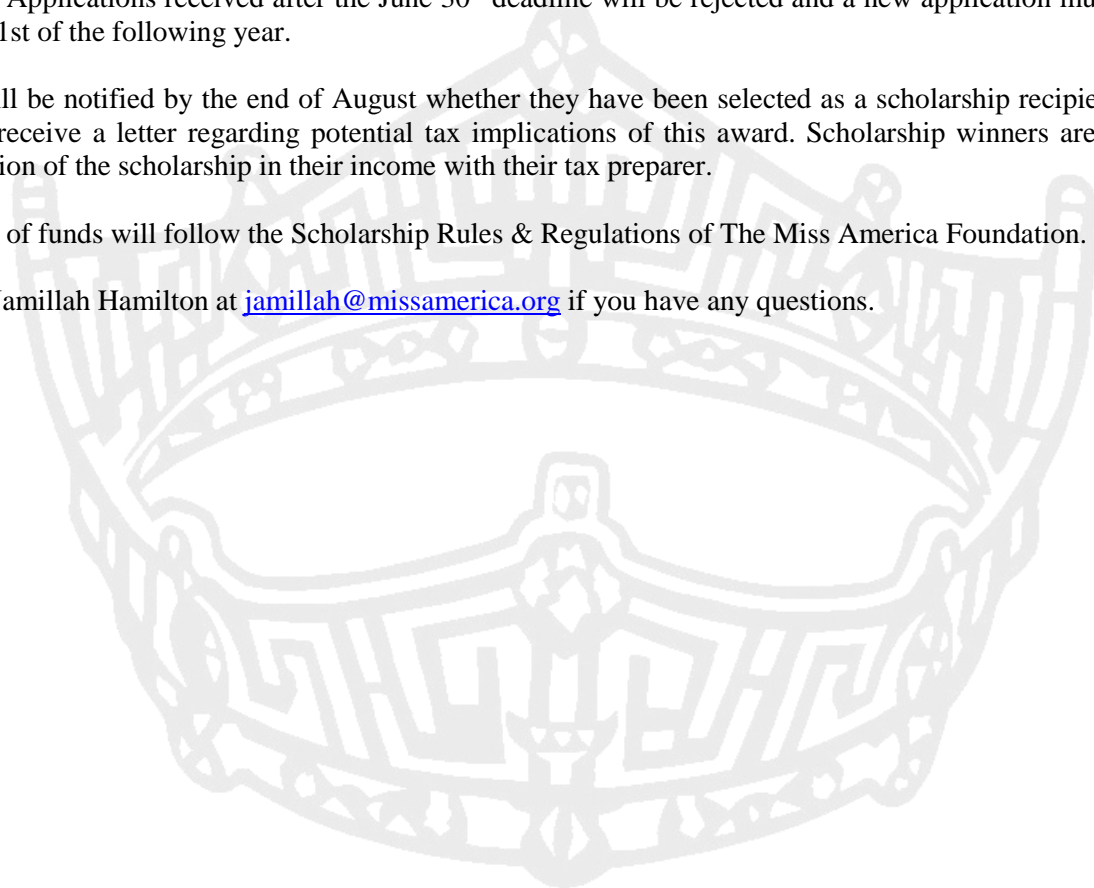 Applications received after the June 30 deadline will be rejected and a new application
1st of the following year.
be notified by the end of August whether they have been selected as a scholarship
receive a letter regarding potential tax implications of this award. Scholarship winners are
of the scholarship in their income with their tax preparer.
of funds will follow the Scholarship Rules & Regulations of The Miss America Foundation.
Jamillah Hamilton at jamillah@missamerica.org if you have any questions.